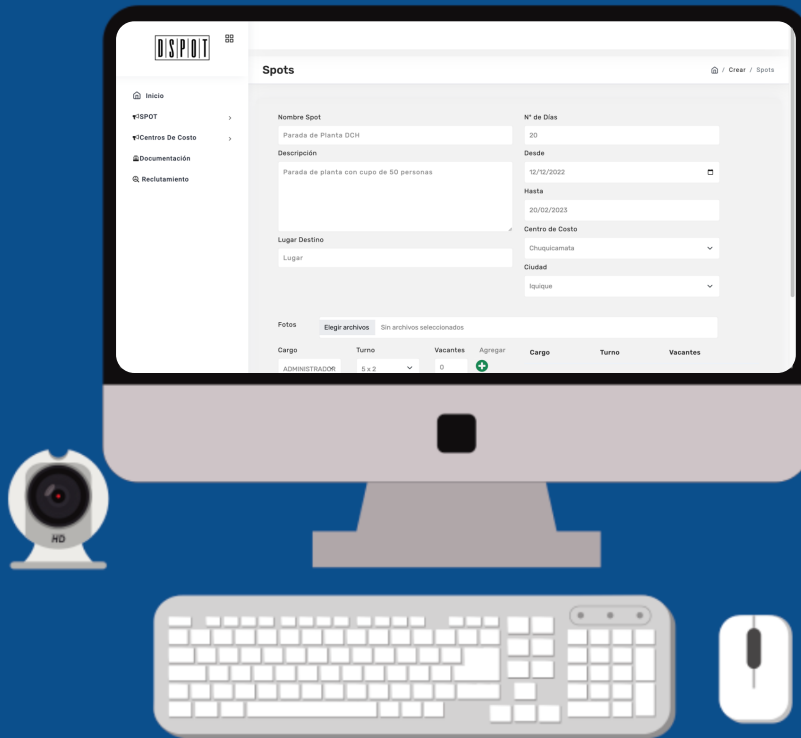 DSPOT
Spots
/ Crear / Spots
Inicio
SPOT
Centros De Costo
Documentación
Reclutamiento
Nombre Spot
Parada de Planta DCH
Descripción
Parada de planta con cupo de 50 personas
Lugar Destino
Lugar
N° de Días
20
Desde
12/12/2022
Hasta
20/02/2023
Centro de Costo
Chuquicamata
Ciudad
Iquique
Fotos Elegir archivos Sin archivos seleccionados
Cargo Turno Vacantes Agregar Cargo Turno Vacantes
ADMINISTRADOR 5 x 2 0
HD